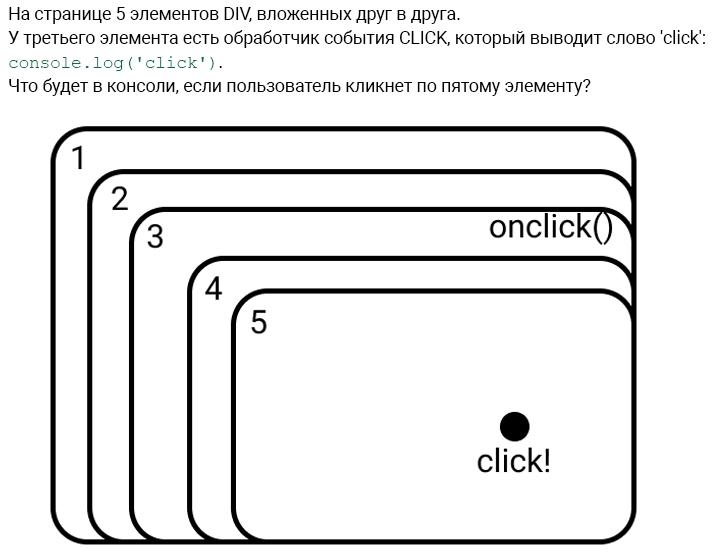 На странице 5 элементов DIV, вложенных друг в друга.
У третьего элемента есть обработчик события CLICK, который выводит слово 'click':
console.log('click').
Что будет в консоли, если пользователь кликнет по пятому элементу?
1
2
3
onclick()
4
5
click!